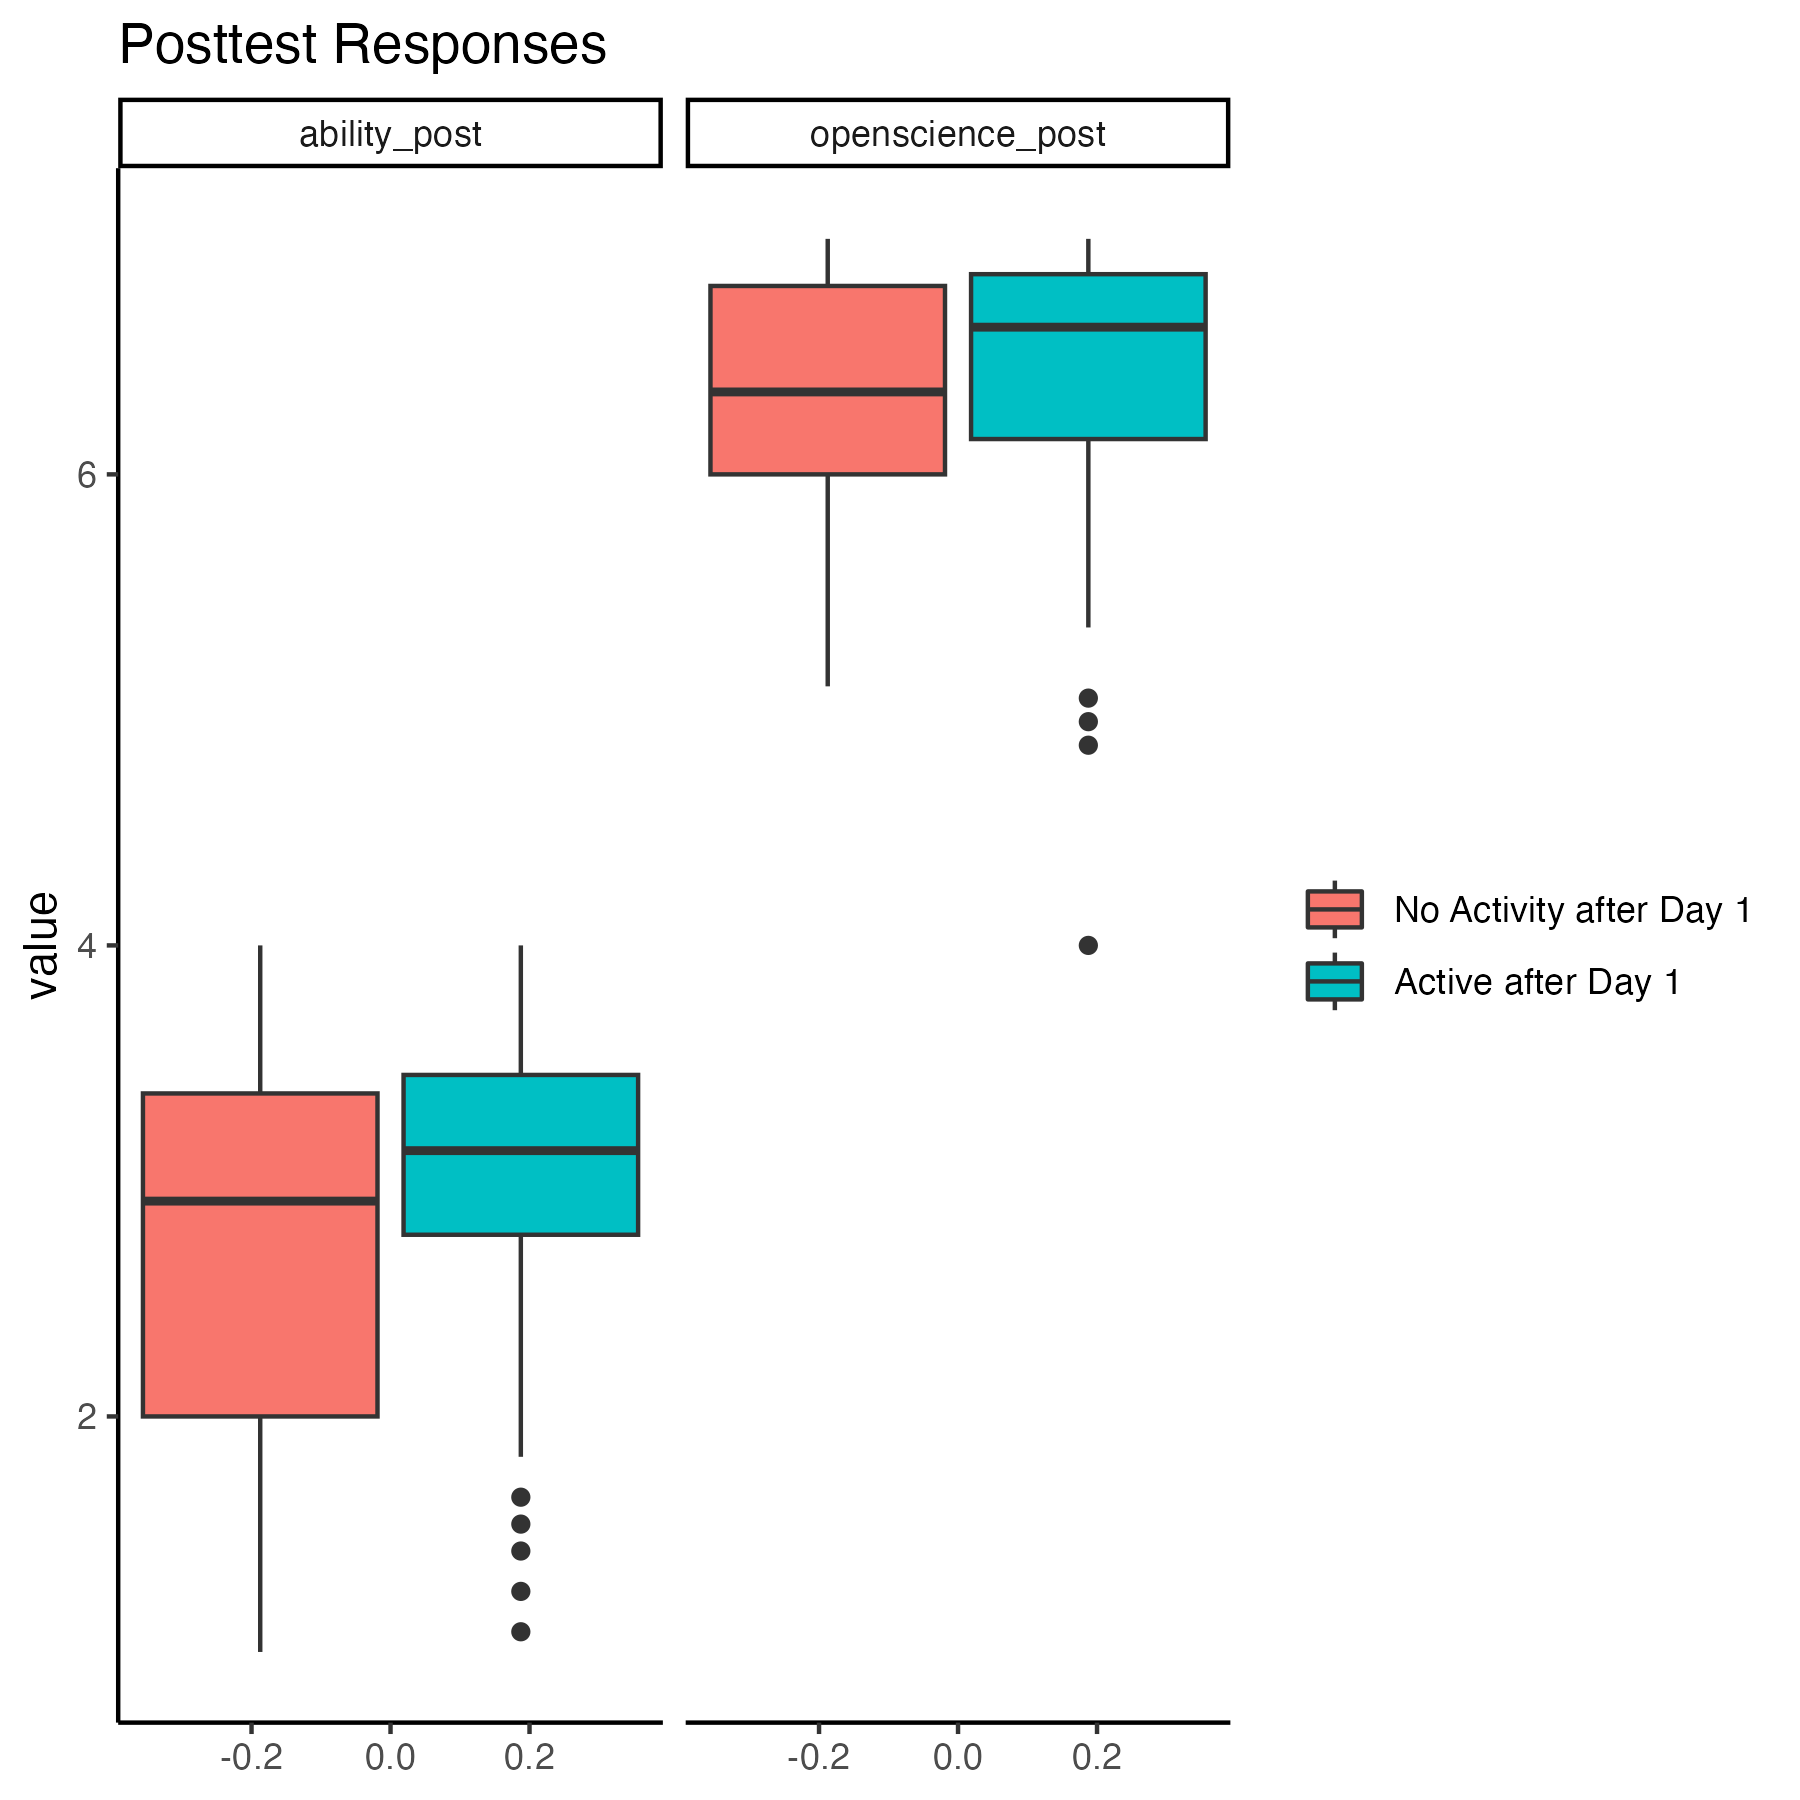 Posttest Responses
ability_post openscience_post
6
4
2
value
No Activity after Day 1
Active after Day 1
-0.2 0.0 0.2 -0.2 0.0 0.2